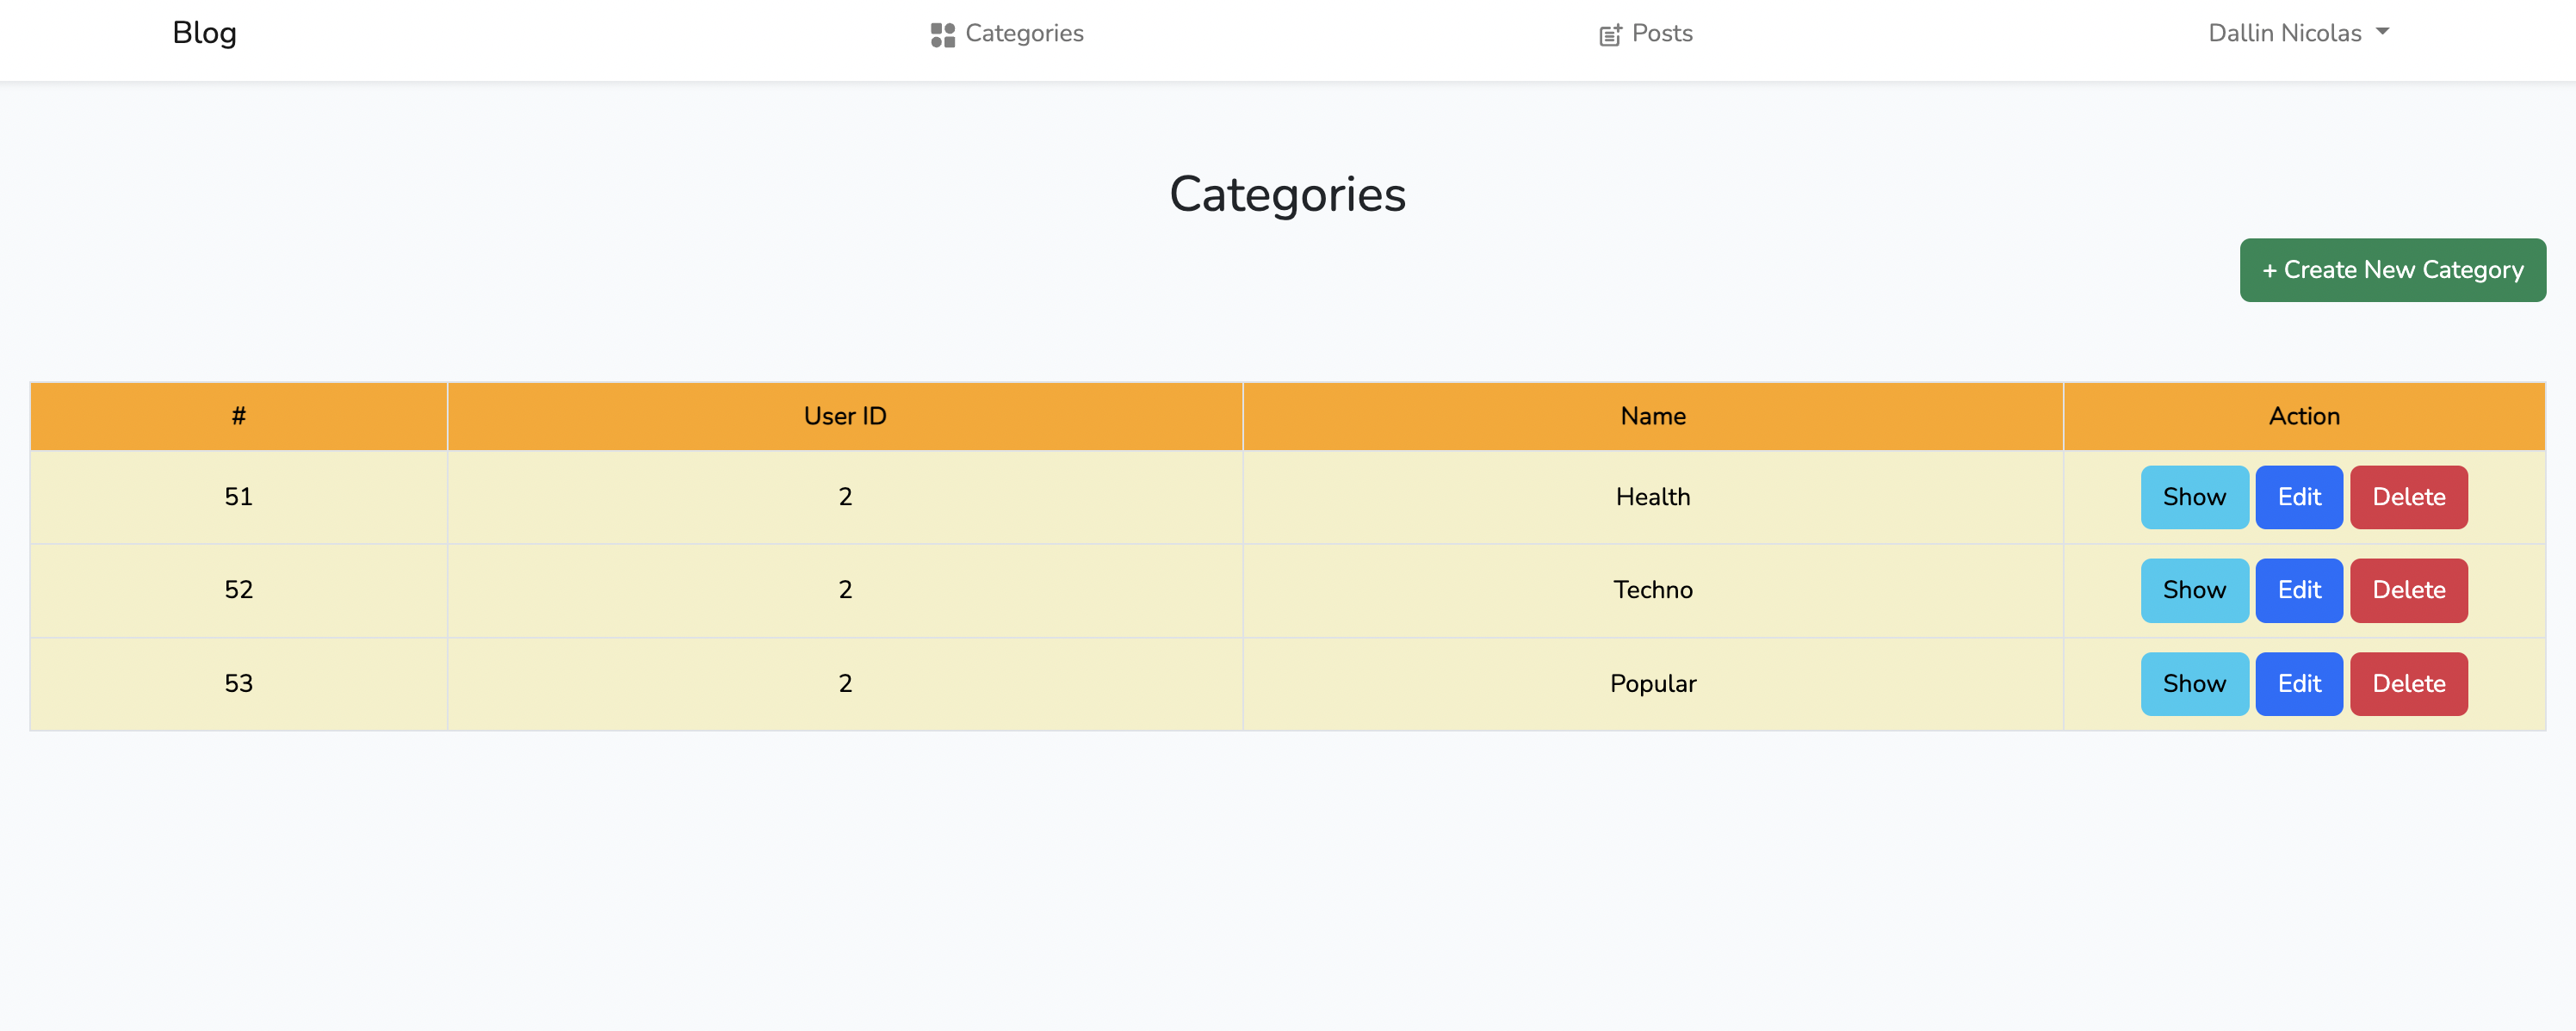 Blog Categories Posts Dallin Nicolas
Categories
+ Create New Category
# User ID Name Action
51 2 Health Show Edit Delete
52 2 Techno Show Edit Delete
53 2 Popular Show Edit Delete